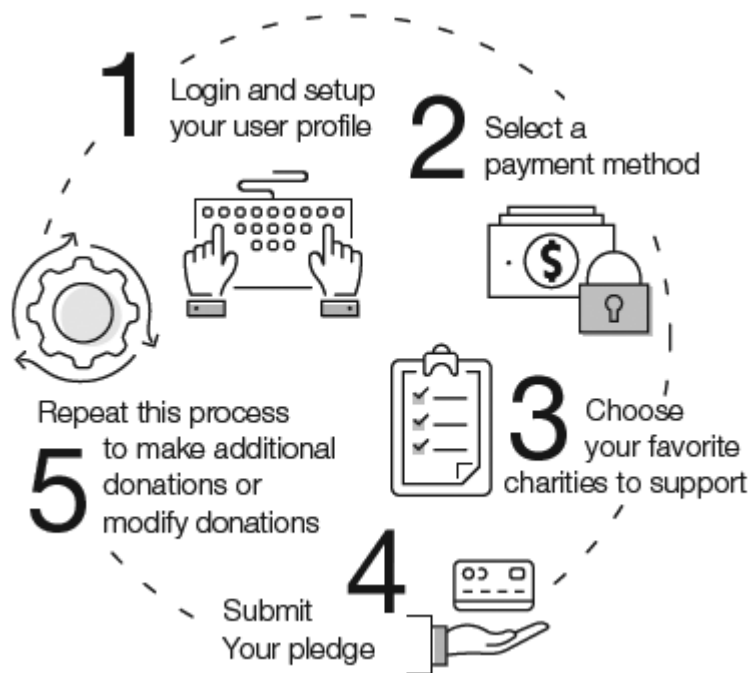 1
Login and setup
your user profile
2
Select a
payment method
$
3
Choose
your favorite
charities to support
4
Submit
Your pledge
5
Repeat this process
to make additional
donations or
modify donations